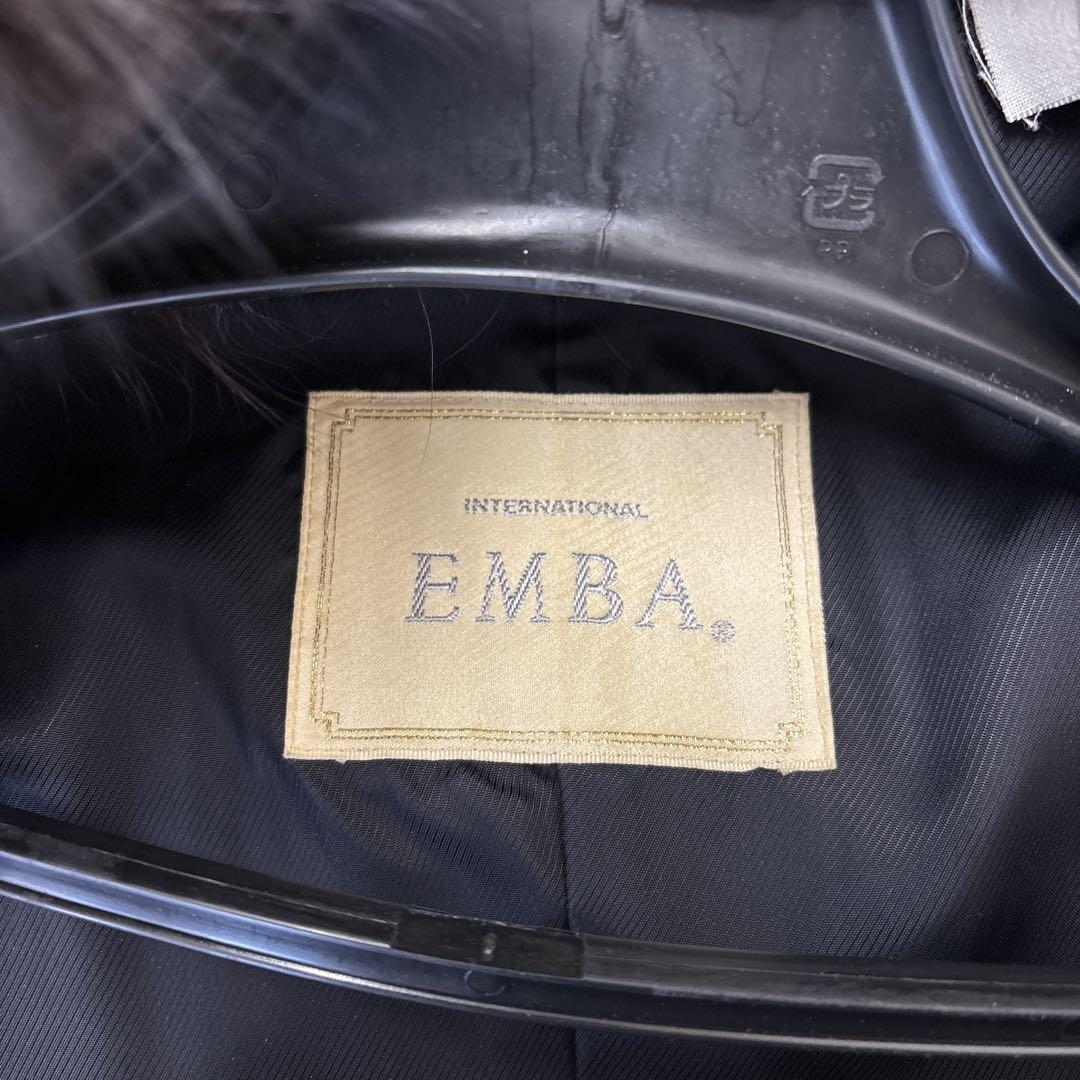 プラ
PP
INTERNATIONAL
EMBA®